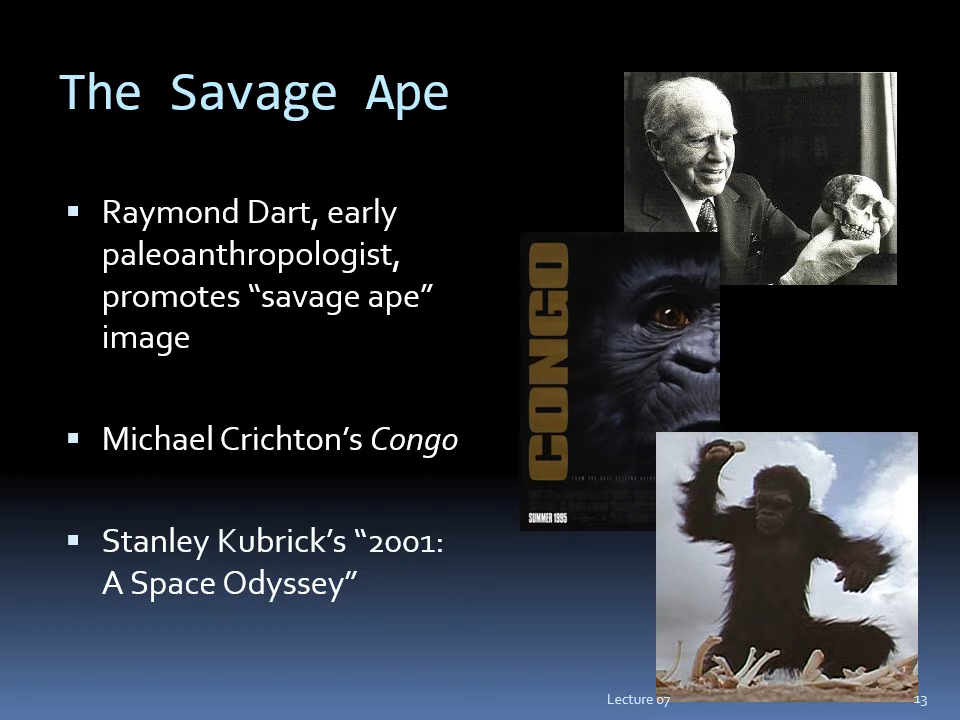 The Savage Ape
Raymond Dart, early
paleoanthropologist,
promotes “savage ape”
image
Michael Crichton’s Congo
Stanley Kubrick’s “2001:
A Space Odyssey”
CONGO
SUMMER 1995
Lecture 07
13